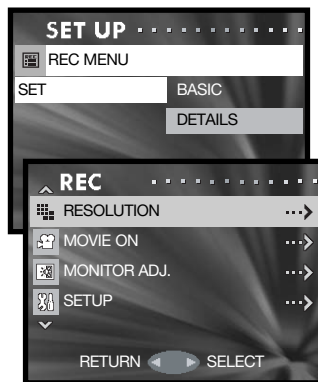 SET UP
REC MENU
SET BASIC
DETAILS
REC
RESOLUTION
MOVIE ON
MONITOR ADJ.
SETUP
RETURN SELECT